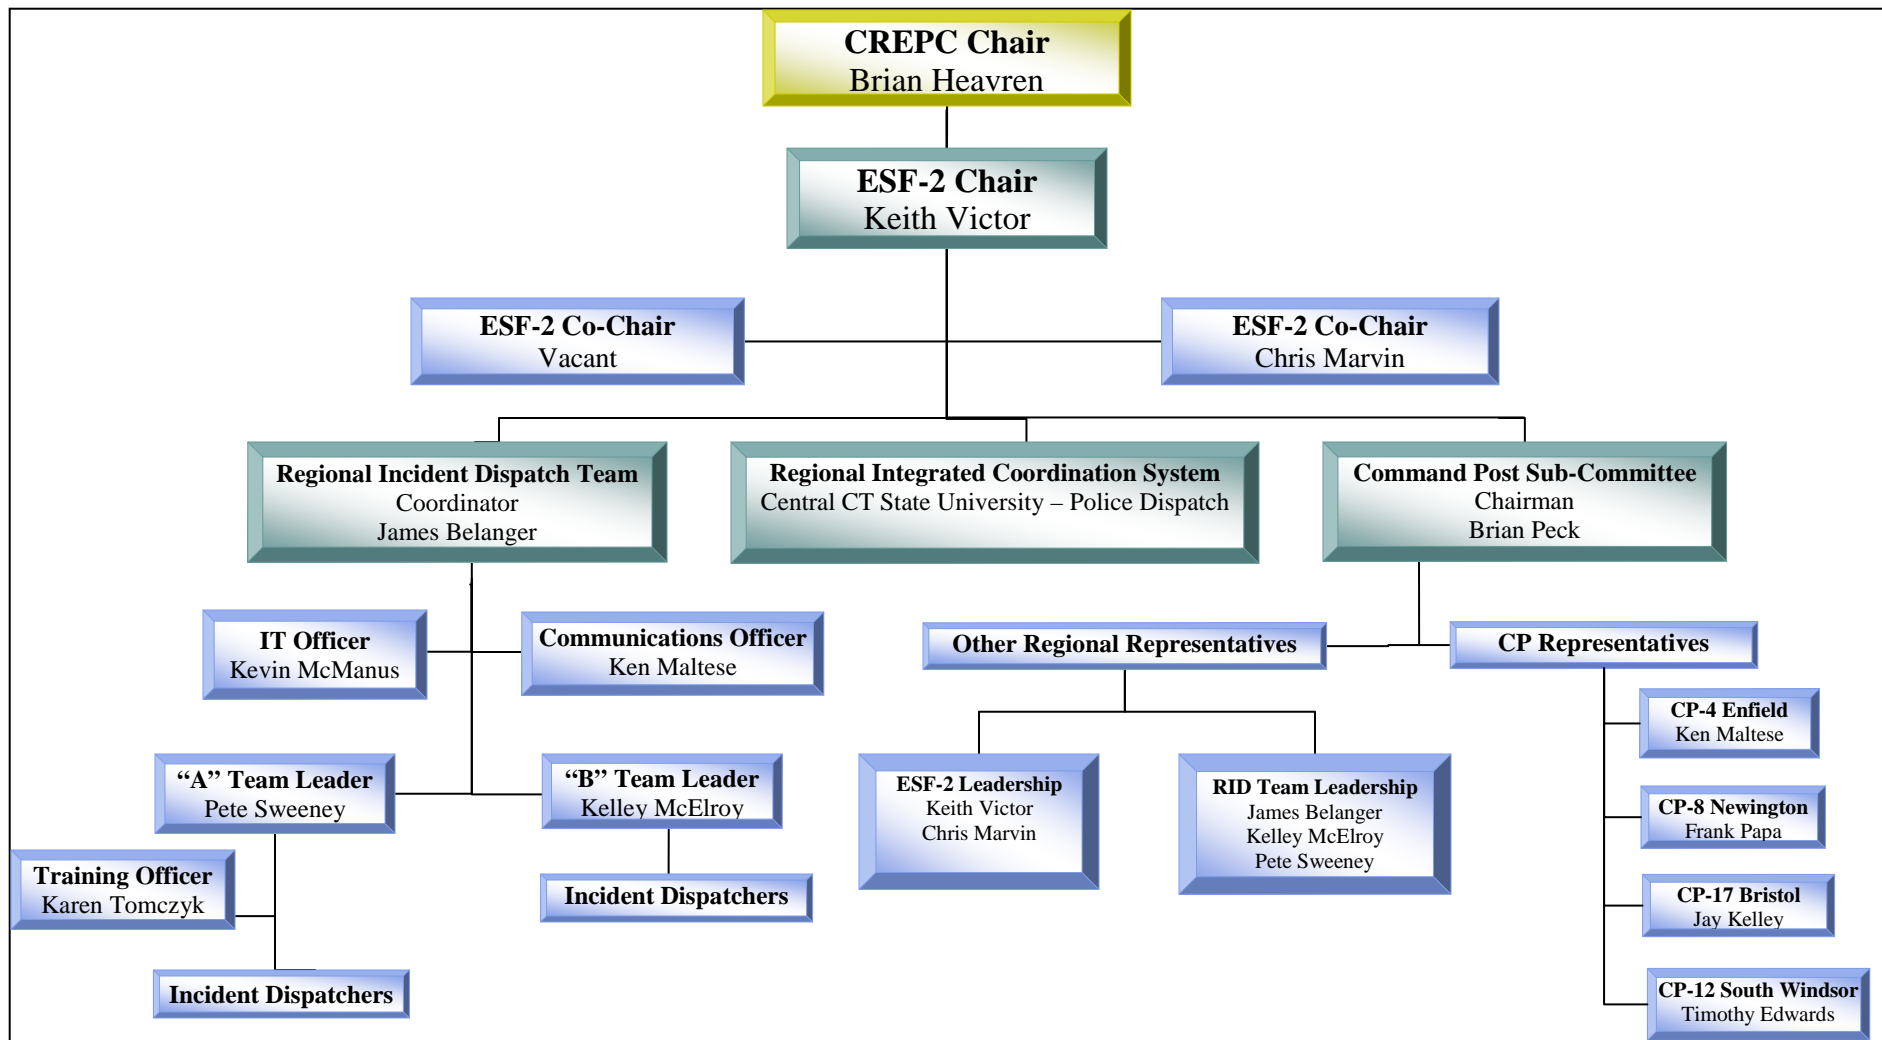 CREPC Chair
Brian Heavren
ESF-2 Chair
Keith Victor
ESF-2 Co-Chair
Vacant
ESF-2 Co-Chair
Chris Marvin
Regional Incident Dispatch Team
Coordinator
James Belanger
Regional Integrated Coordination System
Central CT State University – Police Dispatch
Command Post Sub-Committee
Chairman
Brian Peck
IT Officer
Kevin McManus
Communications Officer
Ken Maltese
Other Regional Representatives
CP Representatives
“A” Team Leader
Pete Sweeney
“B” Team Leader
Kelley McElroy
ESF-2 Leadership
Keith Victor
Chris Marvin
RID Team Leadership
James Belanger
Kelley McElroy
Pete Sweeney
CP-4 Enfield
Ken Maltese
CP-8 Newington
Frank Papa
CP-17 Bristol
Jay Kelley
CP-12 South Windsor
Timothy Edwards
Training Officer
Karen Tomczyk
Incident Dispatchers
Incident Dispatchers